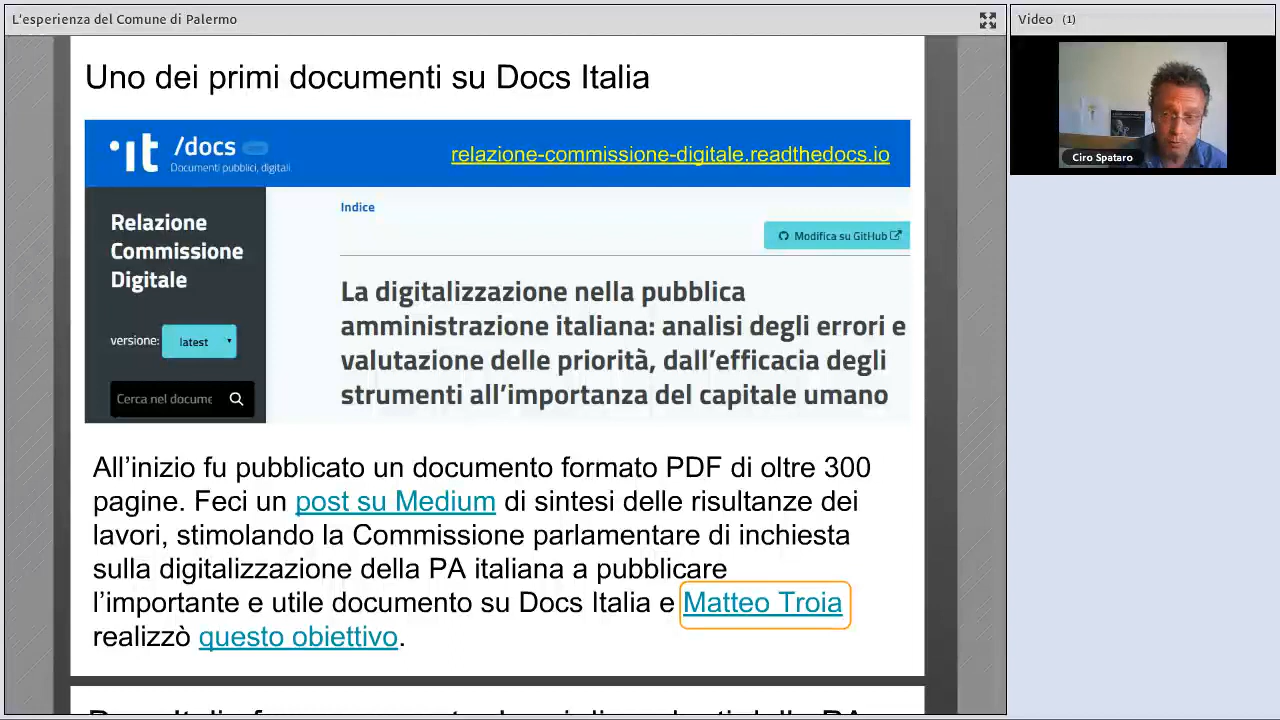 L'esperienza del Comune di Palermo
Video (1)
Ciro Spataro
Uno dei primi documenti su Docs Italia
/docs
Documenti pubblici, digitali
relazione-commissione-digitale.readthedocs.io
Relazione
Commissione
Digitale
versione: latest
Cerca nel docume
Indice
Modifica su GitHub
La digitalizzazione nella pubblica
amministrazione italiana: analisi degli errori e
valutazione delle priorità, dall'efficacia degli
strumenti all'importanza del capitale umano
All'inizio fu pubblicato un documento formato PDF di oltre 300
pagine. Feci un post su Medium di sintesi delle risultanze dei
lavori, stimolando la Commissione parlamentare di inchiesta
sulla digitalizzazione della PA italiana a pubblicare
l'importante e utile documento su Docs Italia e Matteo Troia
realizzò questo obiettivo.